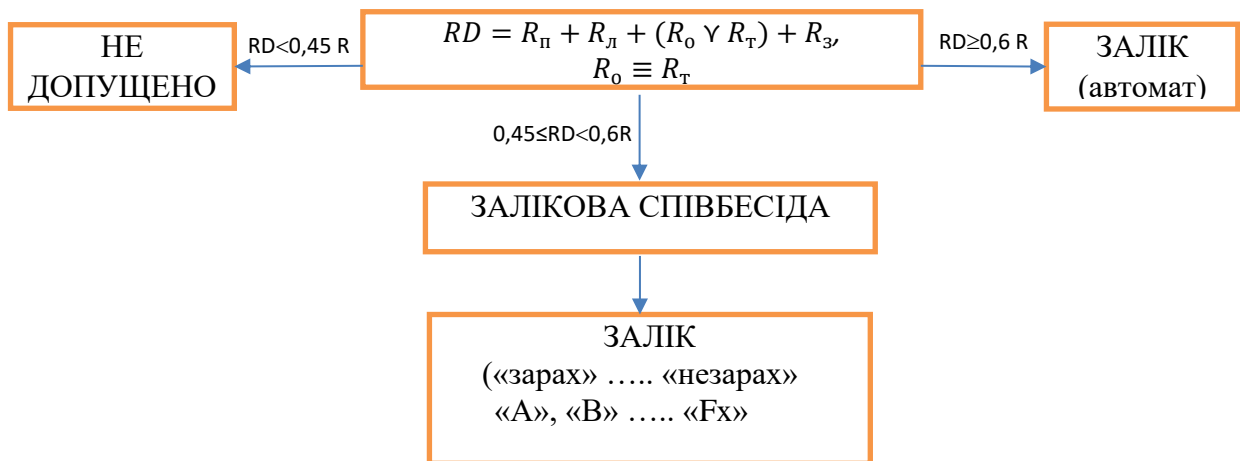 НЕ
ДОПУЩЕНО
RD<0,45 R
RD = Rп + Rл + (Rо ⋎ Rт) + Rз,
Rо ≡ Rт
RD≥0,6 R
ЗАЛІК
(автомат)
0,45≤RD<0,6R
ЗАЛІКОВА СПІВБЕСІДА
ЗАЛІК
(«зарах» ….. «незарах»
«А», «В» ….. «Fx»